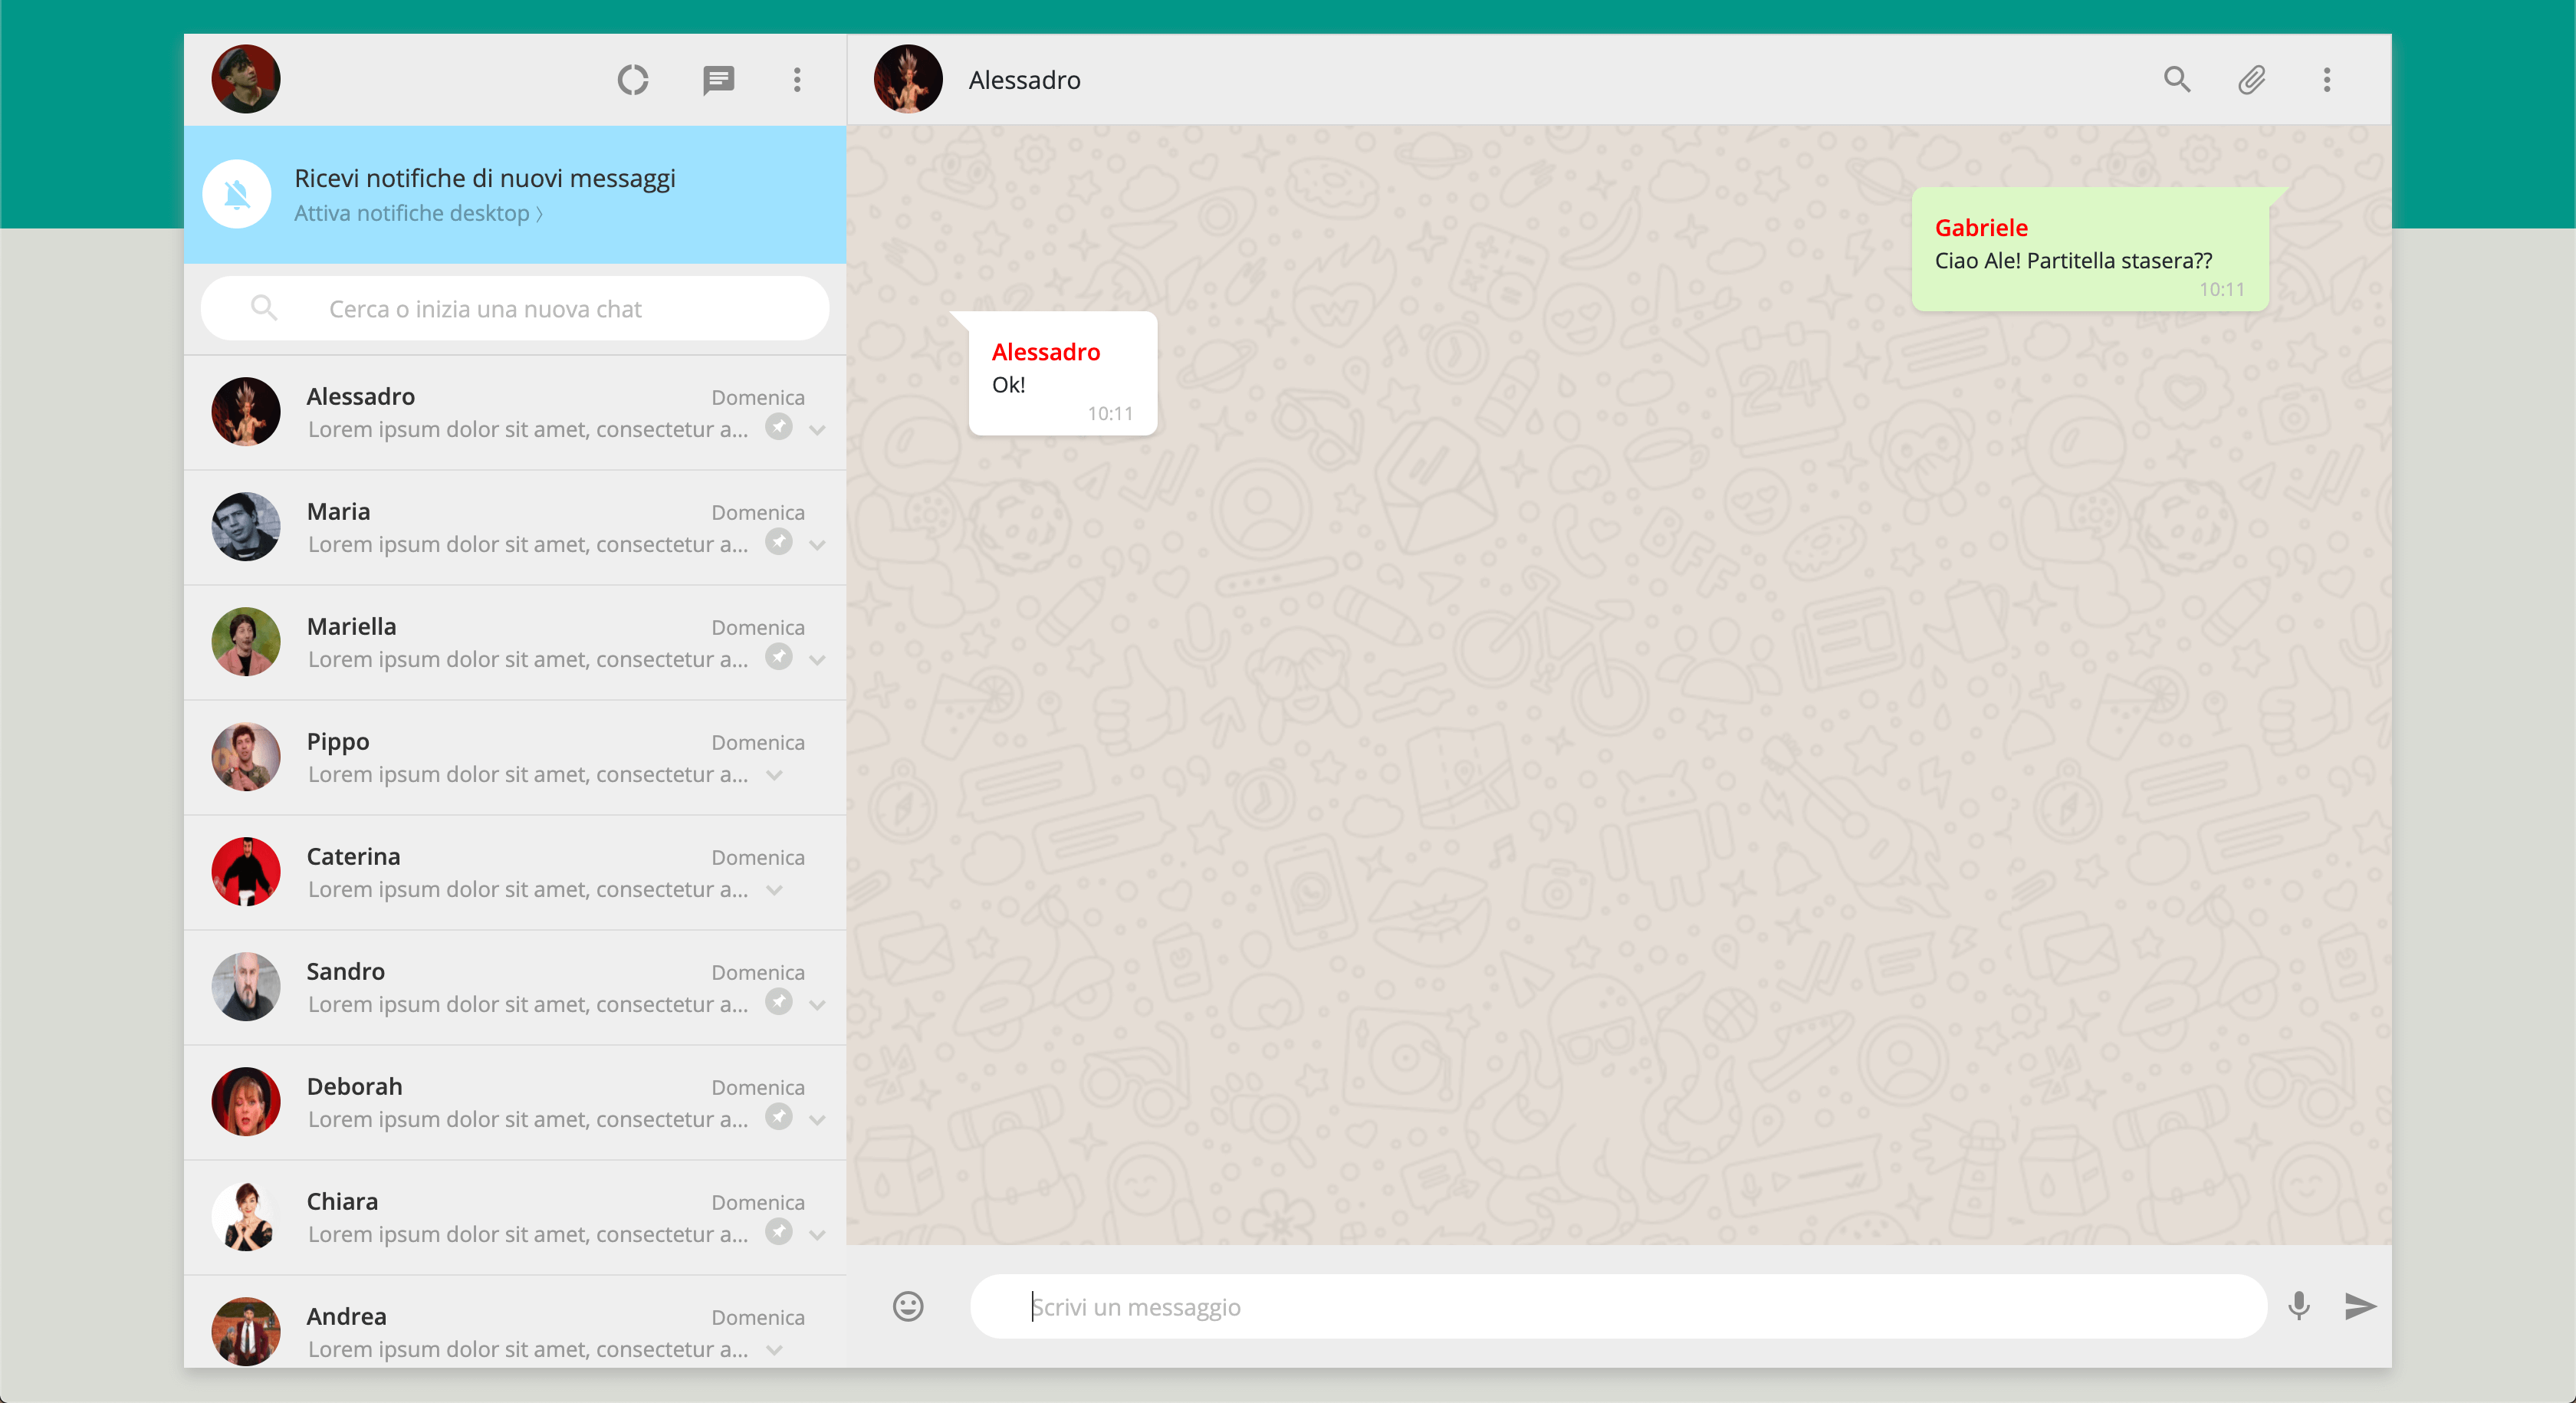 Alessadro
Ricevi notifiche di nuovi messaggi
Attiva notifiche desktop 〉
Cerca o inizia una nuova chat
Alessadro Domenica
Lorem ipsum dolor sit amet, consectetur a...
Maria Domenica
Lorem ipsum dolor sit amet, consectetur a...
Mariella Domenica
Lorem ipsum dolor sit amet, consectetur a...
Pippo Domenica
Lorem ipsum dolor sit amet, consectetur a...
Caterina Domenica
Lorem ipsum dolor sit amet, consectetur a...
Sandro Domenica
Lorem ipsum dolor sit amet, consectetur a...
Deborah Domenica
Lorem ipsum dolor sit amet, consectetur a...
Chiara Domenica
Lorem ipsum dolor sit amet, consectetur a...
Andrea Domenica
Lorem ipsum dolor sit amet, consectetur a...
Gabriele
Ciao Ale! Partitella stasera??
10:11
Alessadro
Ok!
10:11
24
BFF
Scrivi un messaggio